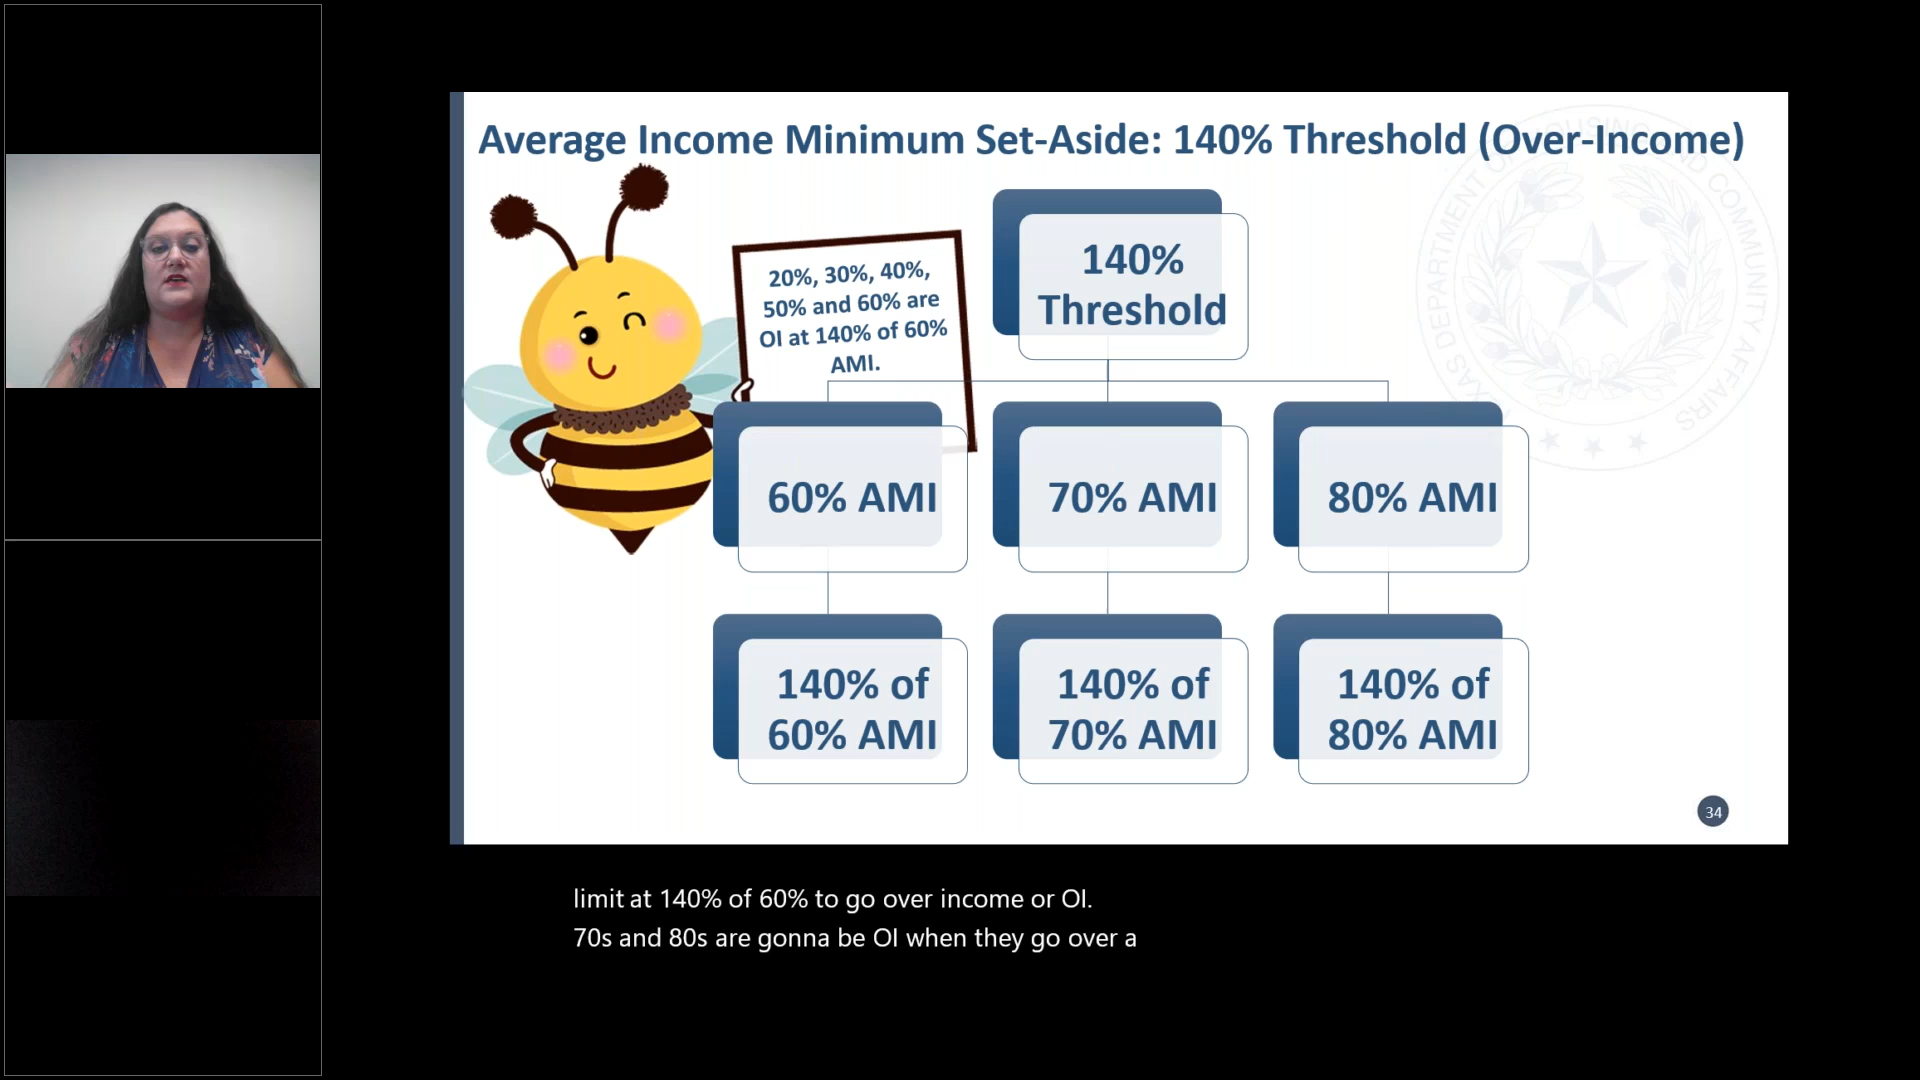 Average Income Minimum Set-Aside: 140% Threshold (Over-Income)
20%, 30%, 40%,
50% and 60% are
OI at 140% of 60%
AMI.
140%
Threshold
60% AMI
70% AMI
80% AMI
140% of
60% AMI
140% of
70% AMI
140% of
80% AMI
34
limit at 140% of 60% to go over income or OI.
70s and 80s are gonna be OI when they go over a